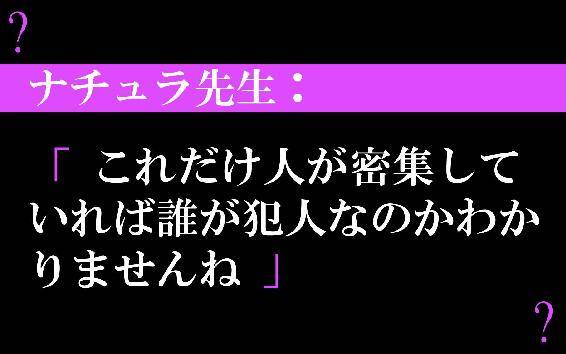 ?
ナチュラ先生：
「 これだけ人が密集して
いれば誰が犯人なのかわか
りませんね 」
?